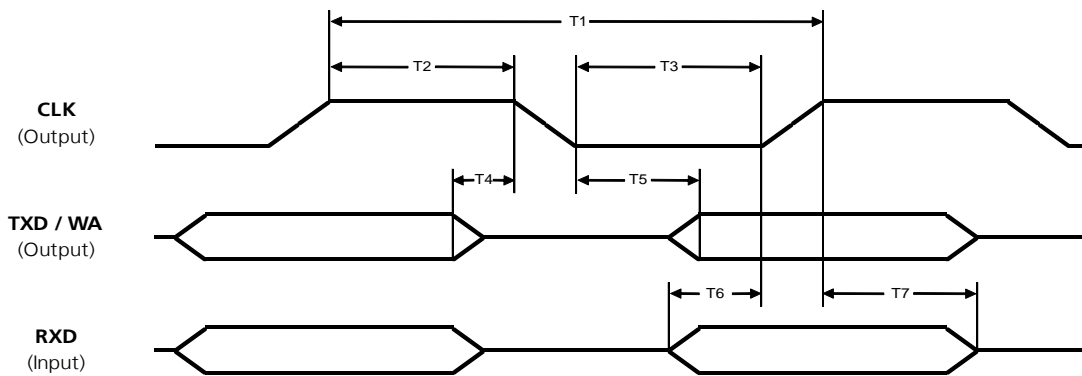 T1
T2
T3
CLK
(Output)
T4
T5
TXD / WA
(Output)
T6
T7
RXD
(Input)